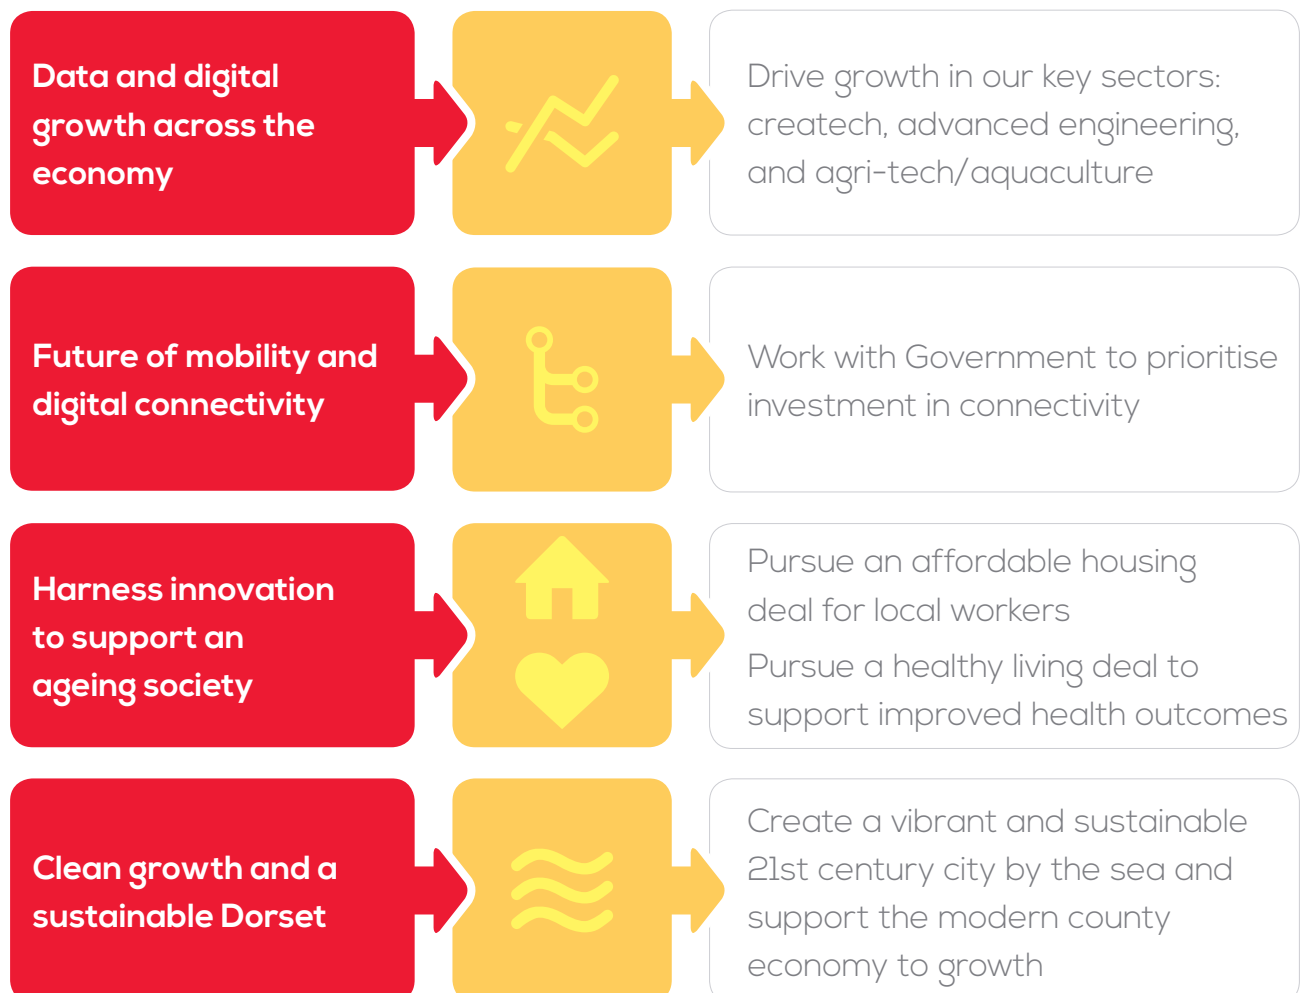 Data and digital
growth across the
economy
Drive growth in our key sectors:
createch, advanced engineering,
and agri-tech/aquaculture
Future of mobility and
digital connectivity
Work with Government to prioritise
investment in connectivity
Harness innovation
to support an
ageing society
Pursue an affordable housing
deal for local workers
Pursue a healthy living deal to
support improved health outcomes
Clean growth and a
sustainable Dorset
Create a vibrant and sustainable
21st century city by the sea and
support the modern county
economy to growth